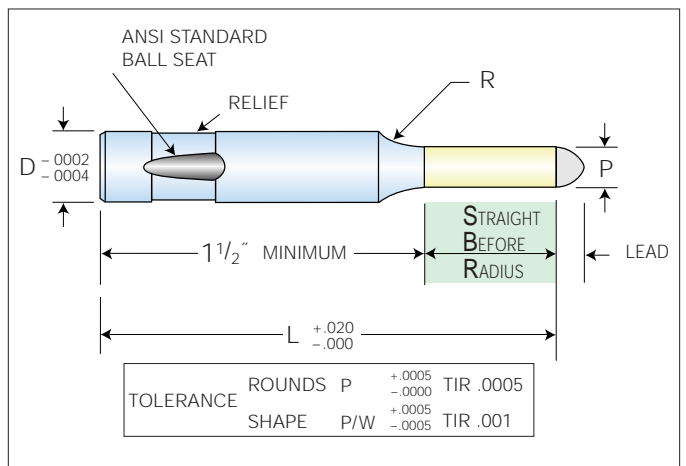 ANSI STANDARD
BALL SEAT
RELIEF
R
D -.0002
-.0004
P
STRAIGHT
BEFORE
RADIUS
1 1/2" MINIMUM
LEAD
L +.020
-.000
TOLERANCE
ROUNDS P +.0005
-.0000 TIR .0005
SHAPE P/W +.0005
-.0005 TIR .001